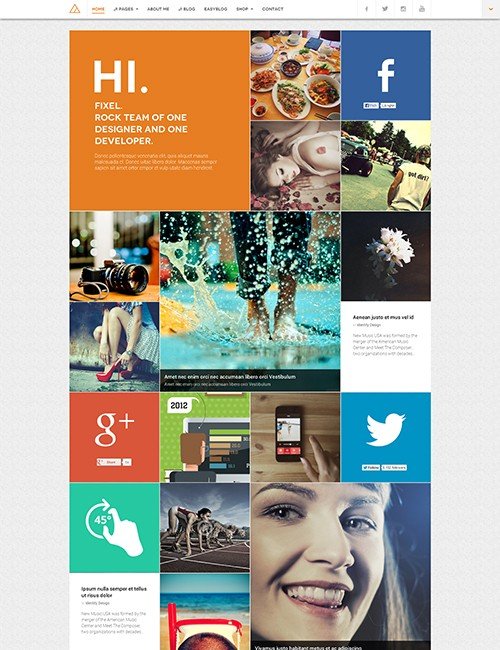 HOME J! PAGES ABOUT ME J! BLOG EASYBLOG SHOP CONTACT
HI.
FIXEL.
ROCK TEAM OF ONE
DESIGNER AND ONE
DEVELOPER.
Donec pellentesque venenatis elit, quis aliquet mauris
malesuada et. Donec vitae libero dolor. Maecenas semper
sapien sit amet tortor
f
got dirt?
Aenean justo et mus vel id
Identity Design
New Music USA was formed by the
merger of the American Music
Center and Meet The Composer,
two organizations with decades
Amet nec enim orci nec accumsan libero orci Vestibulum
Amet nec enim orci nec accumsan libero orci Vestibulum
g+
Share
2012
Follow followers
45°
Ipsum nulla semper et tellus
ut risus dolor
Identity Design
New Music USA was formed by the
merger of the American Music
Center and Meet The Composer,
two organizations with decades
Vivamus justo habitant metus et ac adipiscing